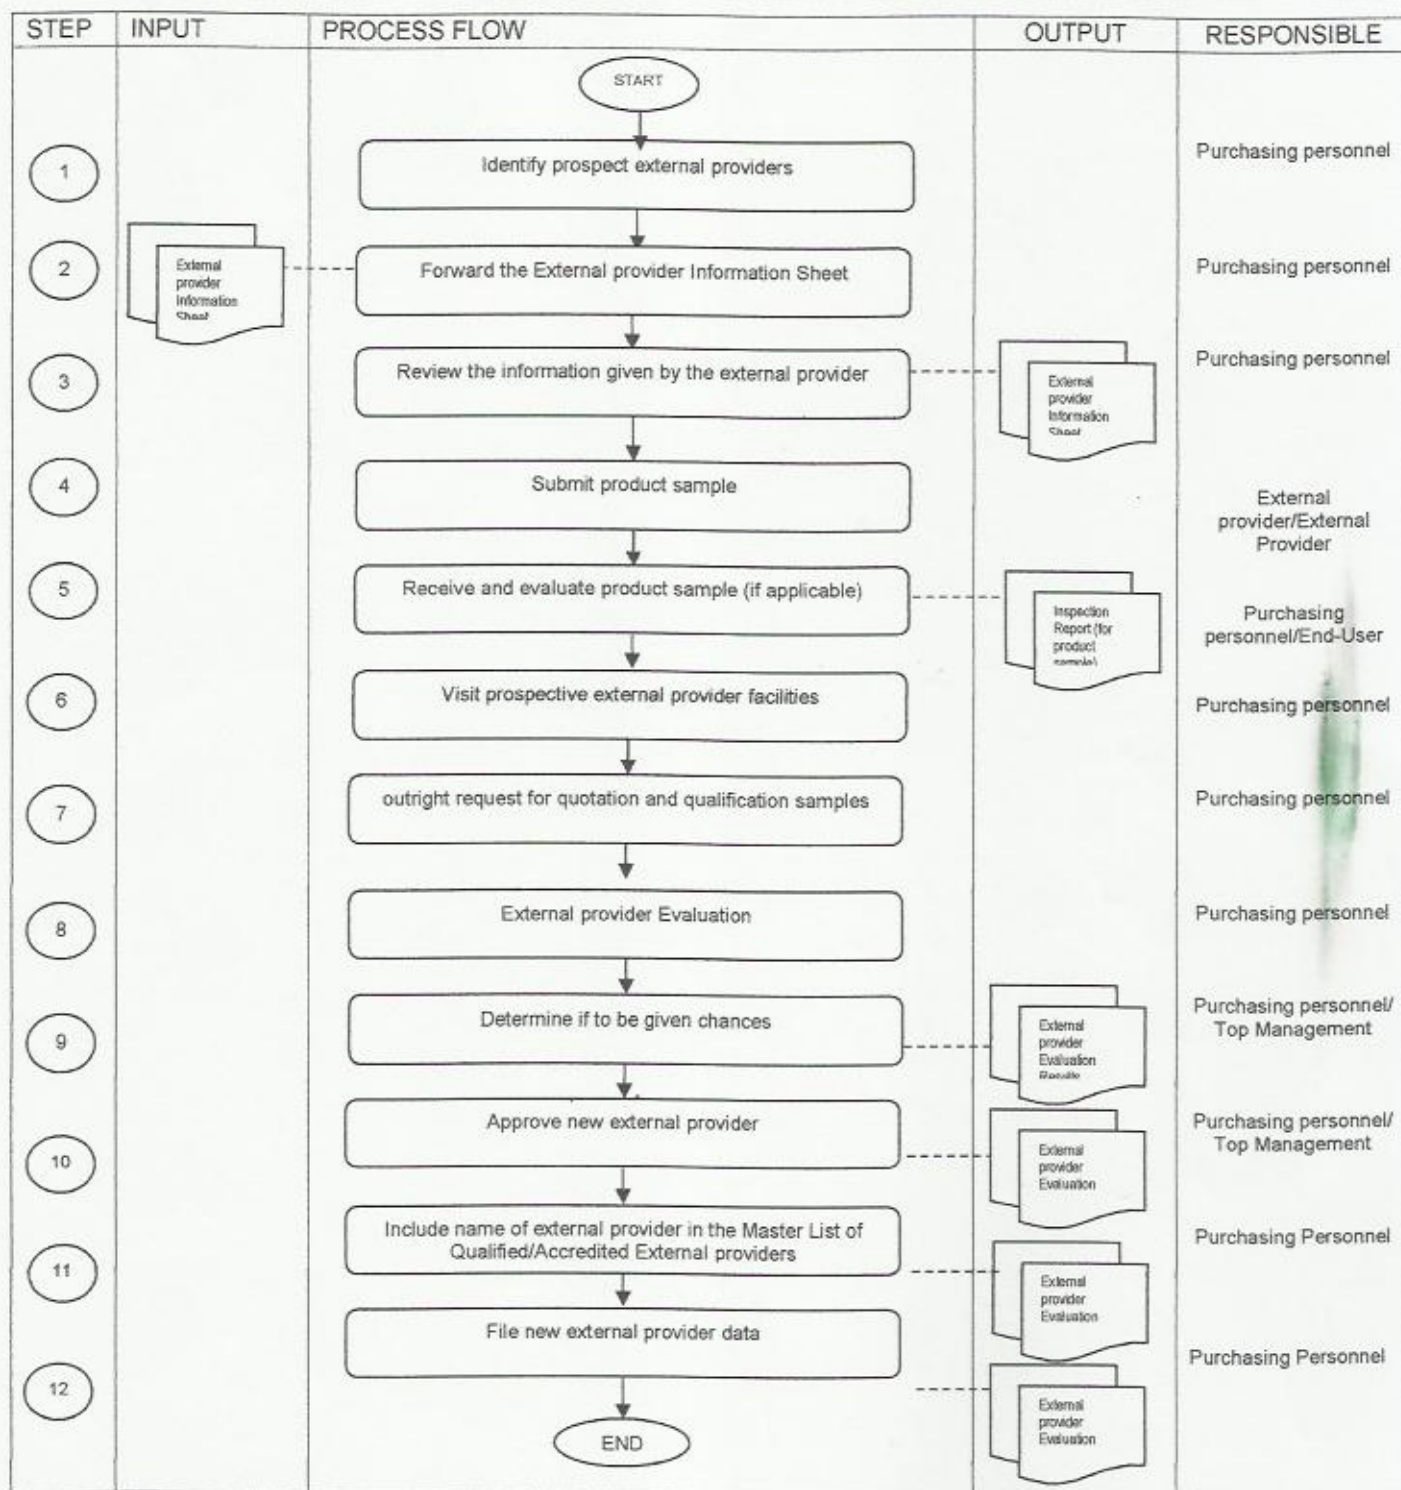 STEP
INPUT
PROCESS FLOW
OUTPUT
RESPONSIBLE
START
1
Identify prospect external providers
Purchasing personnel
2
External
provider
Information
Sheet
Forward the External provider Information Sheet
Purchasing personnel
3
Review the information given by the external provider
External
provider
Information
Sheet
Purchasing personnel
4
Submit product sample
External
provider/External
Provider
5
Receive and evaluate product sample (if applicable)
Inspection
Report (for
product
sample)
Purchasing
personnel/End-User
6
Visit prospective external provider facilities
Purchasing personnel
7
outright request for quotation and qualification samples
Purchasing personnel
8
External provider Evaluation
Purchasing personnel
9
Determine if to be given chances
External
provider
Evaluation
Results
Purchasing personnel/
Top Management
10
Approve new external provider
External
provider
Evaluation
Purchasing personnel/
Top Management
11
Include name of external provider in the Master List of
Qualified/Accredited External providers
External
provider
Evaluation
Purchasing Personnel
12
File new external provider data
External
provider
Evaluation
Purchasing Personnel
END